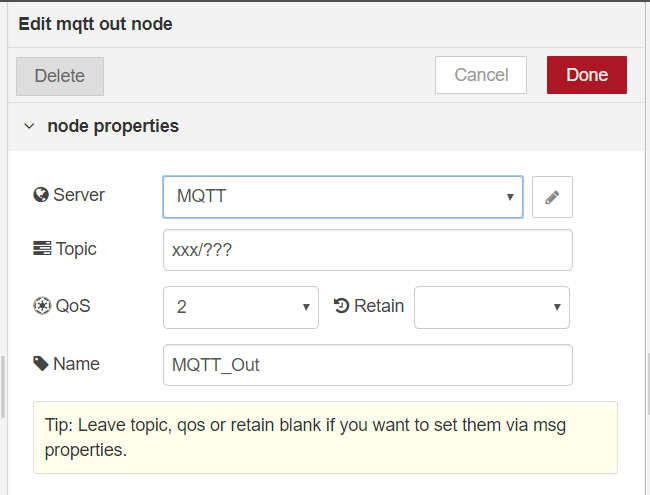 Edit mqtt out node
Delete Cancel Done
node properties
Server MQTT
Topic xxx/???
QoS 2 Retain
Name MQTT_Out
Tip: Leave topic, qos or retain blank if you want to set them via msg
properties.